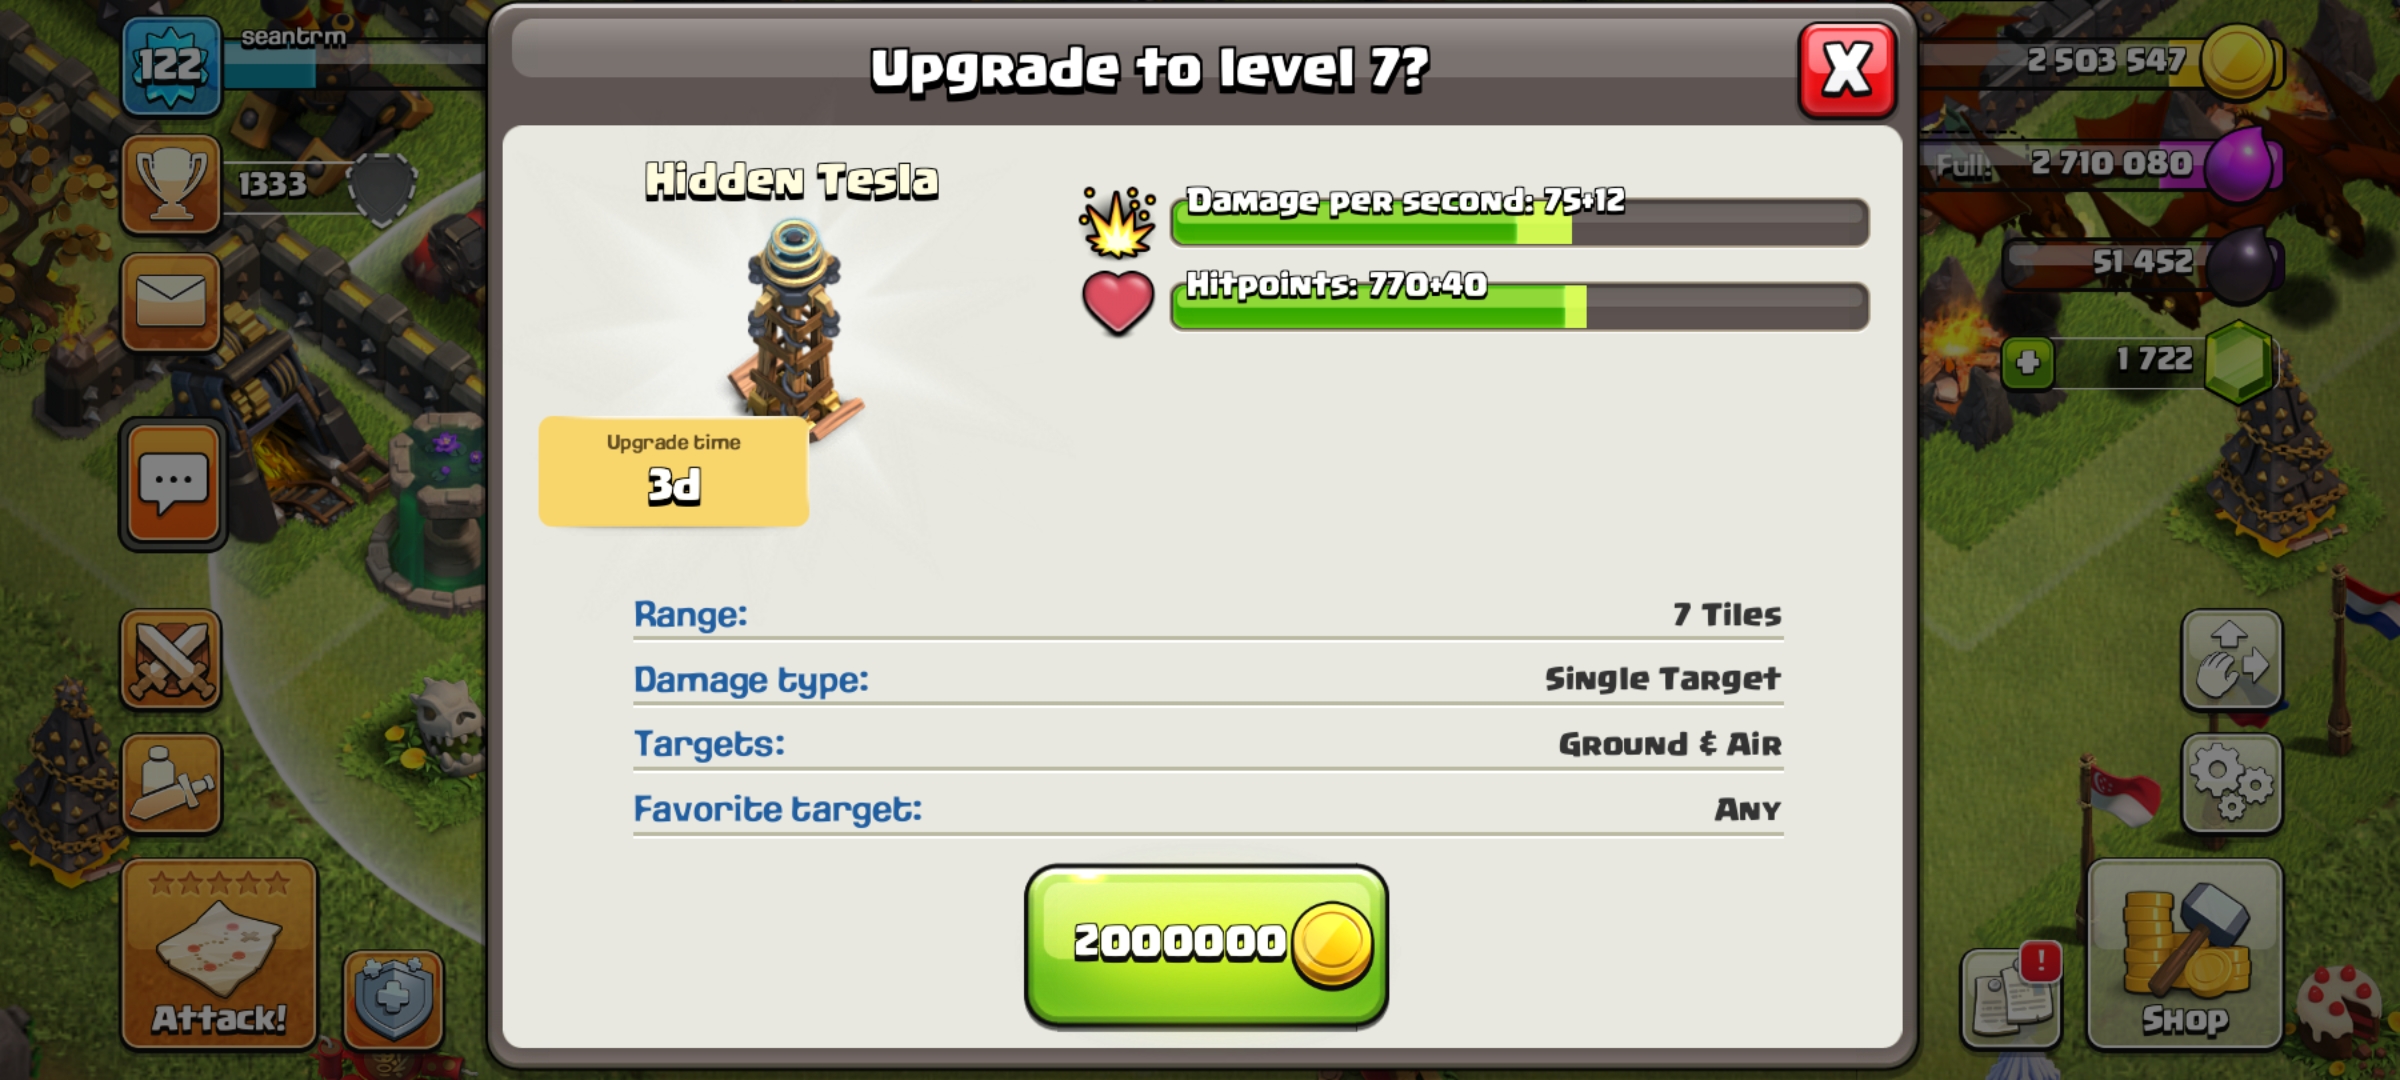 122
seantrm
Upgrade to level 7?
X
2 503 547
1333
Hidden Tesla
Damage per second: 75+12
Full!
2 710 080
Hitpoints: 770+40
51 452
1 722
Upgrade time
3d
Range: 7 Tiles
Damage type: Single Target
Targets: Ground & Air
Favorite target: Any
2000000
!
Attack!
Shop